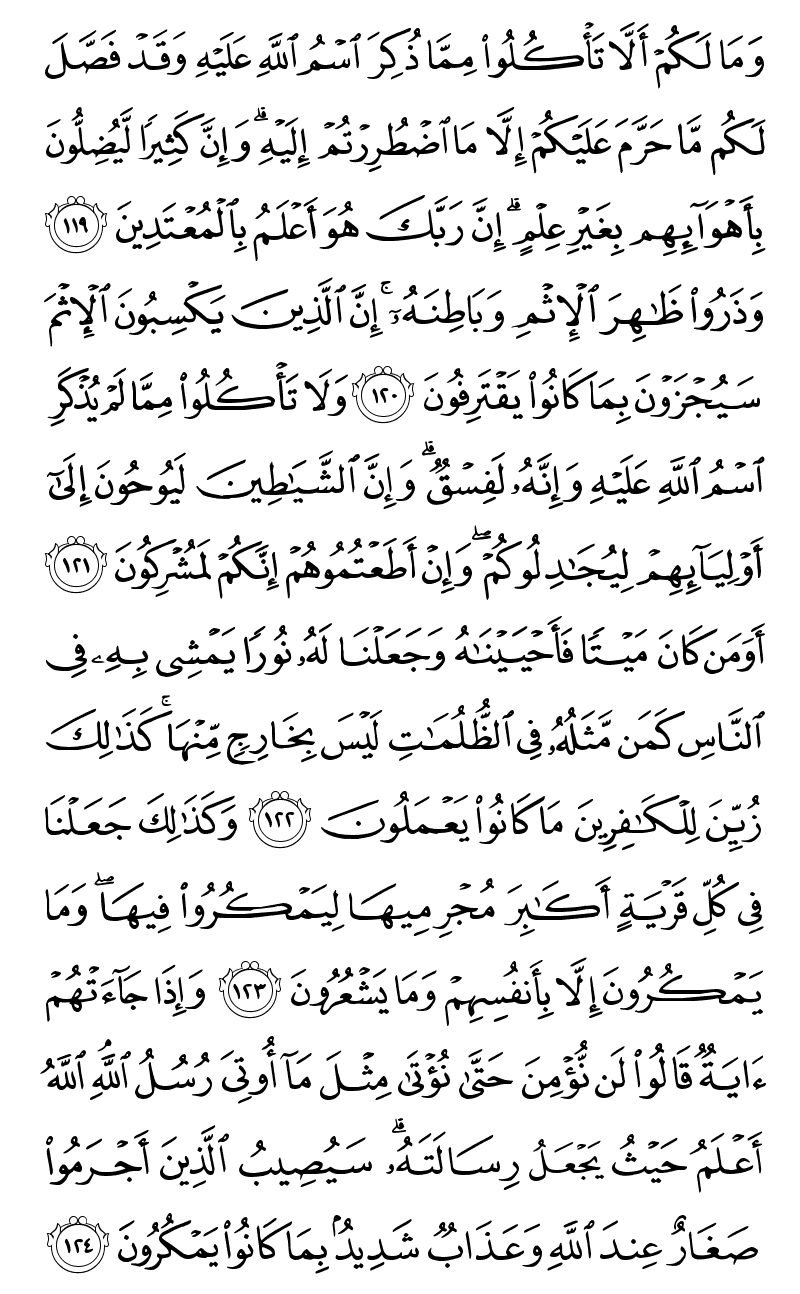 وَمَا لَكُمۡ أَلَّا تَأۡكُلُواْ مِمَّا ذُكِرَ ٱسۡمُ ٱللَّهِ عَلَيۡهِ وَقَدۡ فَصَّلَ
لَكُم مَّا حَرَّمَ عَلَيۡكُمۡ إِلَّا مَا ٱضۡطُرِرۡتُمۡ إِلَيۡهِۗ وَإِنَّ كَثِيرٗا لَّيُضِلُّونَ
بِأَهۡوَآئِهِم بِغَيۡرِ عِلۡمٍۗ إِنَّ رَبَّكَ هُوَ أَعۡلَمُ بِٱلۡمُعۡتَدِينَ ١١٩
وَذَرُواْ ظَٰهِرَ ٱلۡإِثۡمِ وَبَاطِنَهُۥٓۚ إِنَّ ٱلَّذِينَ يَكۡسِبُونَ ٱلۡإِثۡمَ
سَيُجۡزَوۡنَ بِمَا كَانُواْ يَقۡتَرِفُونَ ١٢٠ وَلَا تَأۡكُلُواْ مِمَّا لَمۡ يُذۡكَرِ
ٱسۡمُ ٱللَّهِ عَلَيۡهِ وَإِنَّهُۥ لَفِسۡقٞۗ وَإِنَّ ٱلشَّيَٰطِينَ لَيُوحُونَ إِلَىٰٓ
أَوۡلِيَآئِهِمۡ لِيُجَٰدِلُوكُمۡۖ وَإِنۡ أَطَعۡتُمُوهُمۡ إِنَّكُمۡ لَمُشۡرِكُونَ ١٢١
أَوَمَن كَانَ مَيۡتٗا فَأَحۡيَيۡنَٰهُ وَجَعَلۡنَا لَهُۥ نُورٗا يَمۡشِي بِهِۦ فِي
ٱلنَّاسِ كَمَن مَّثَلُهُۥ فِي ٱلظُّلُمَٰتِ لَيۡسَ بِخَارِجٖ مِّنۡهَاۚ كَذَٰلِكَ
زُيِّنَ لِلۡكَٰفِرِينَ مَا كَانُواْ يَعۡمَلُونَ ١٢٢ وَكَذَٰلِكَ جَعَلۡنَا
فِي كُلِّ قَرۡيَةٍ أَكَٰبِرَ مُجۡرِمِيهَا لِيَمۡكُرُواْ فِيهَاۖ وَمَا
يَمۡكُرُونَ إِلَّا بِأَنفُسِهِمۡ وَمَا يَشۡعُرُونَ ١٢٣ وَإِذَا جَآءَتۡهُمۡ
ءَايَةٞ قَالُواْ لَن نُّؤۡمِنَ حَتَّىٰ نُؤۡتَىٰ مِثۡلَ مَآ أُوتِيَ رُسُلُ ٱللَّهِۘ ٱللَّهُ
أَعۡلَمُ حَيۡثُ يَجۡعَلُ رِسَالَتَهُۥۗ سَيُصِيبُ ٱلَّذِينَ أَجۡرَمُواْ
صَغَارٌ عِندَ ٱللَّهِ وَعَذَابٞ شَدِيدُۢ بِمَا كَانُواْ يَمۡكُرُونَ ١٢٤